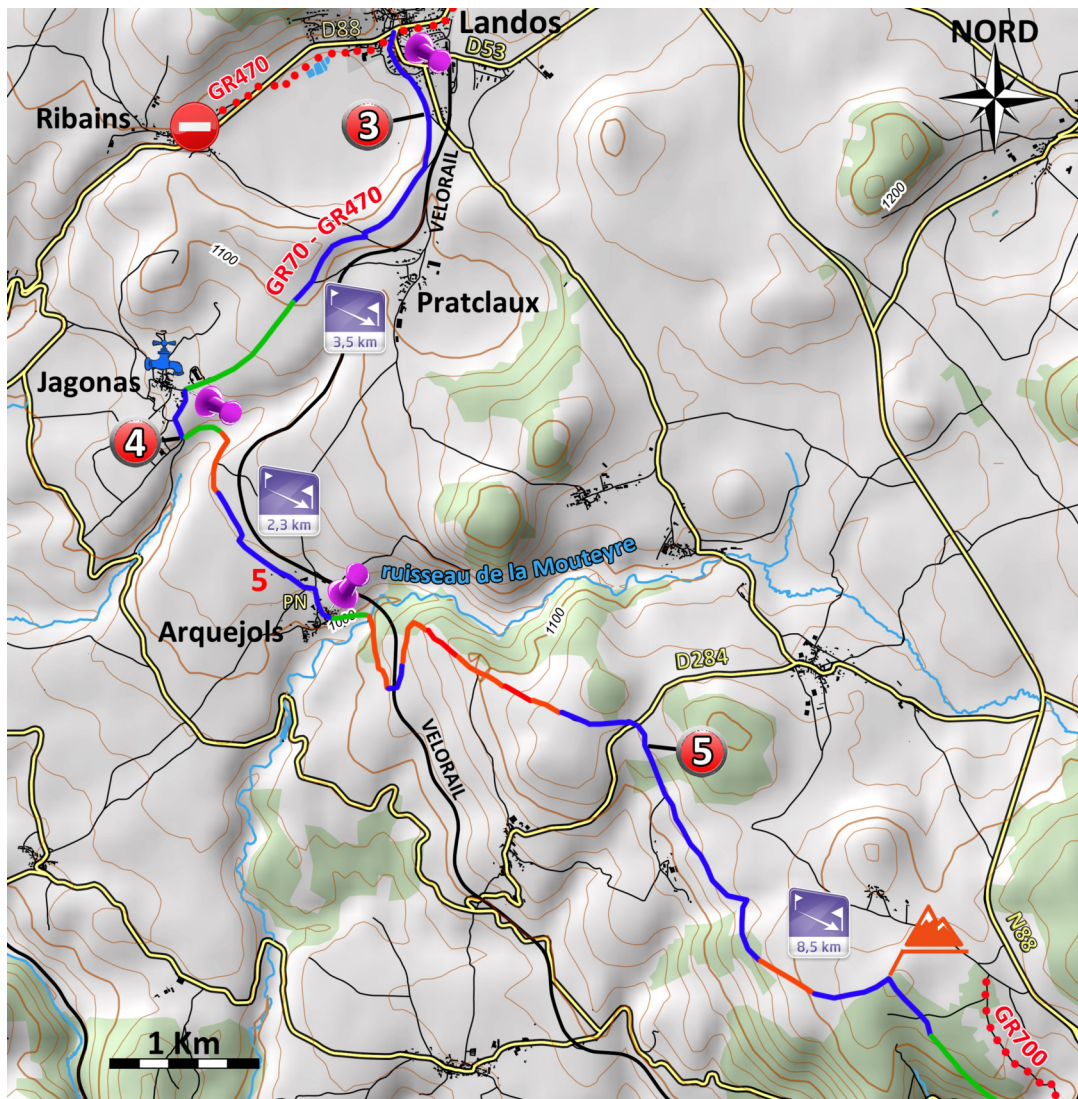 Landos
D88
D53
NORD
GR470
Ribains
3
VELORAIL
1200
GR70 - GR470
1100
Pratclaux
3,5 km
Jagonas
4
2,3 km
ruisseau de la Mouteyre
5
PN
1000
Arquejols
1100
D284
5
VELORAIL
8,5 km
N88
GR700
1 Km